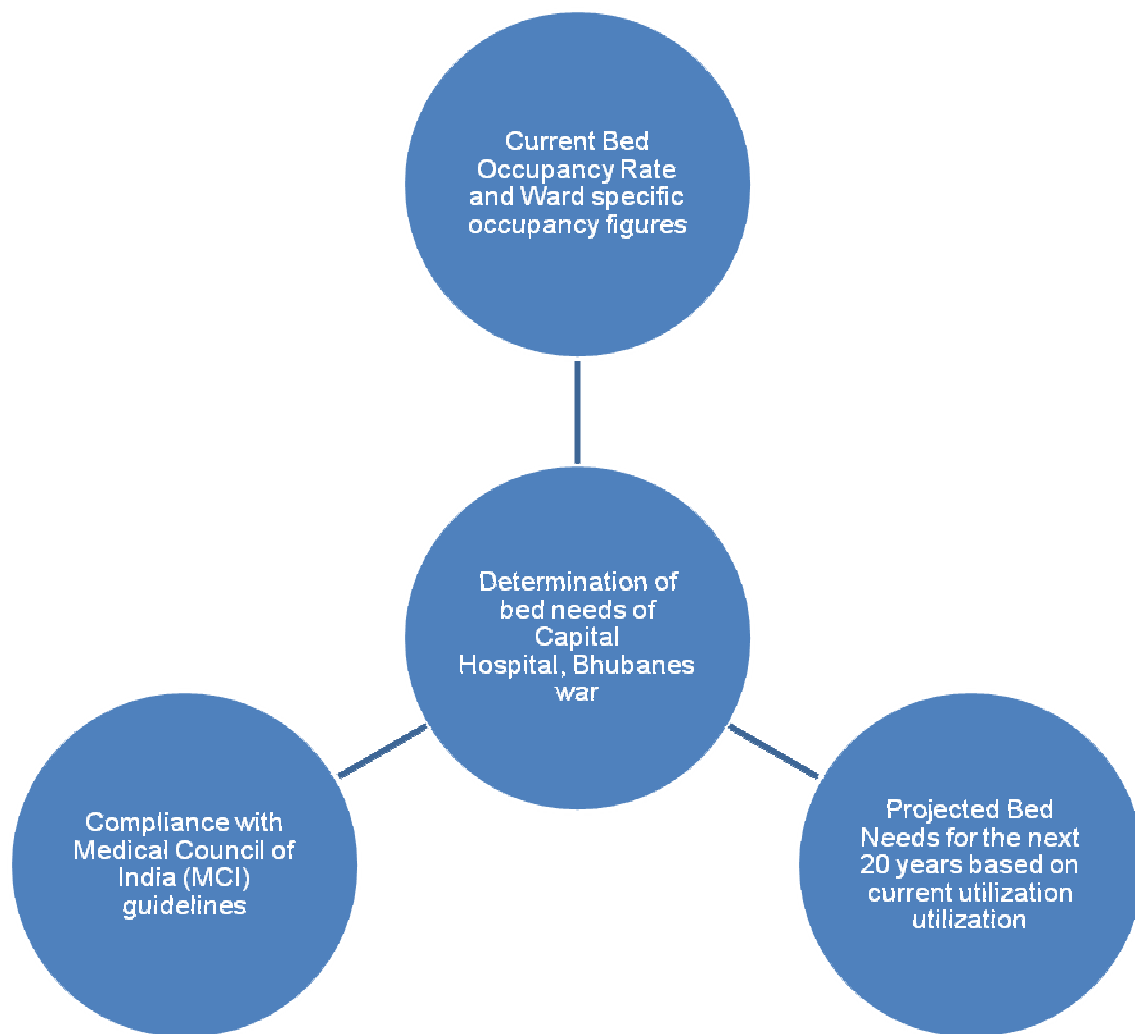 Current Bed
Occupancy Rate
and Ward specific
occupancy figures
Determination of
bed needs of
Capital
Hospital, Bhubanes
war
Compliance with
Medical Council of
India (MCI)
guidelines
Projected Bed
Needs for the next
20 years based on
current utilization
utilization